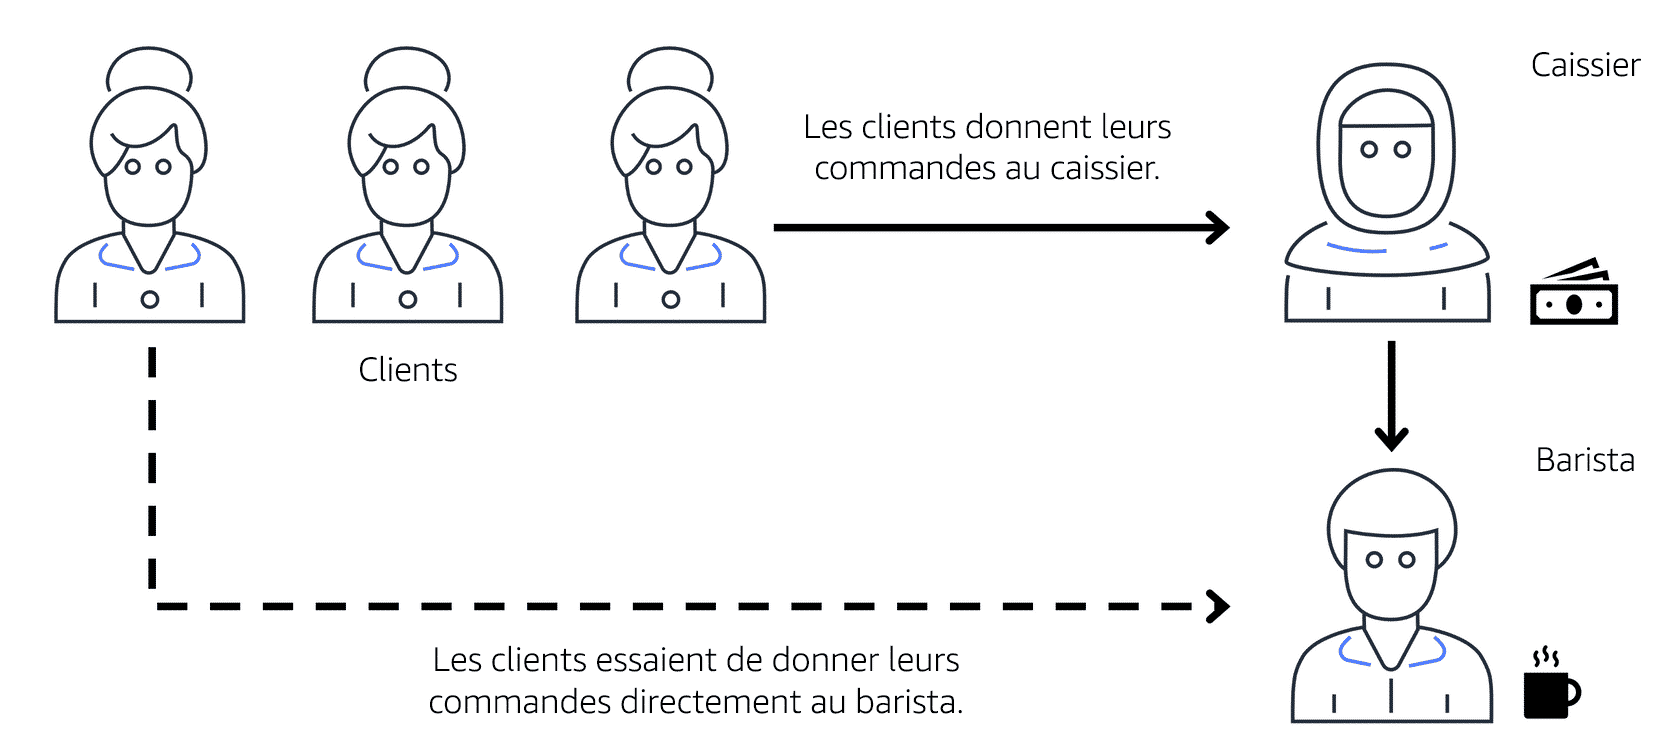 Caissier
Les clients donnent leurs
commandes au caissier.
Clients
Barista
Les clients essaient de donner leurs
commandes directement au barista.